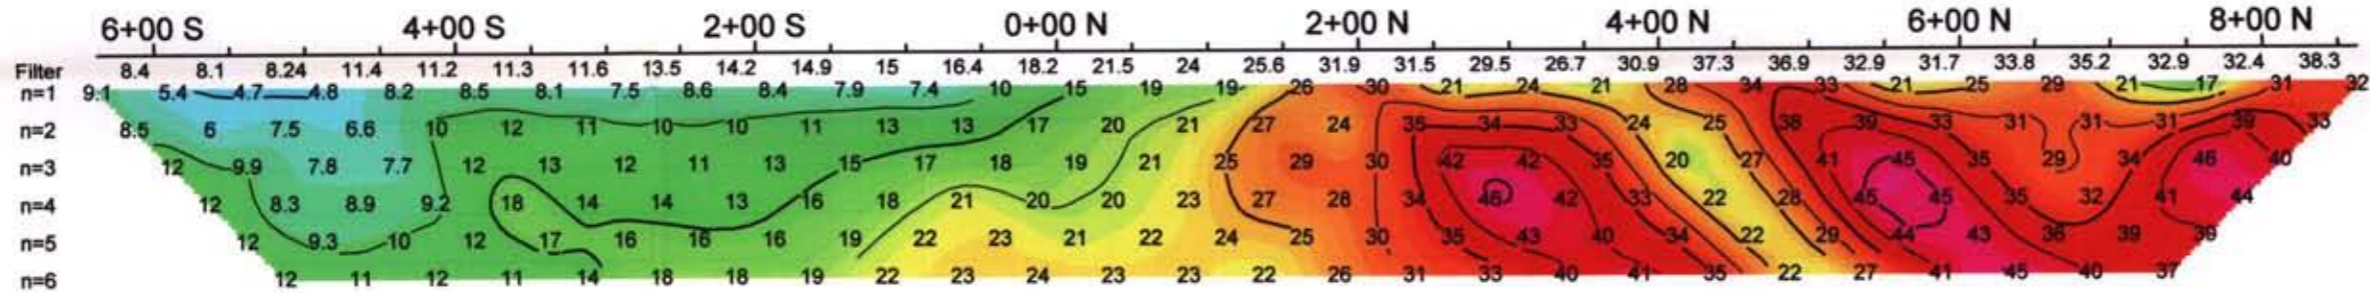 6+00 S 4+00 S 2+00 S 0+00 N 2+00 N 4+00 N 6+00 N 8+00 N
Filter 8.4 8.1 8.24 11.4 11.2 11.3 11.6 13.5 14.2 14.9 15 16.4 18.2 21.5 24 25.6 31.9 31.5 29.5 26.7 30.9 37.3 36.9 32.9 31.7 33.8 35.2 32.9 32.4 38.3
n=1 9.1 5.4 4.7 4.8 8.2 8.5 8.1 7.5 8.6 8.4 7.9 7.4 10 15 19 19 26 30 21 24 21 28 34 33 21 25 29 21 17 31 32
n=2 8.5 6 7.5 6.6 10 12 11 10 10 11 13 13 17 20 21 27 24 35 34 33 24 25 38 39 33 31 31 31 39 33
n=3 12 9.9 7.8 7.7 12 13 12 11 13 15 17 18 19 21 25 29 30 42 42 35 20 27 41 45 35 29 34 46 40
n=4 12 8.3 8.9 9.2 18 14 14 13 16 18 21 20 20 23 27 28 34 46 42 33 22 28 45 45 35 32 41 44
n=5 12 9.3 10 12 17 16 16 16 19 22 23 21 22 24 25 30 35 43 40 34 22 29 44 43 36 39 39
n=6 12 11 12 11 14 18 18 19 22 23 24 23 23 22 26 31 33 40 41 35 22 27 41 45 40 37